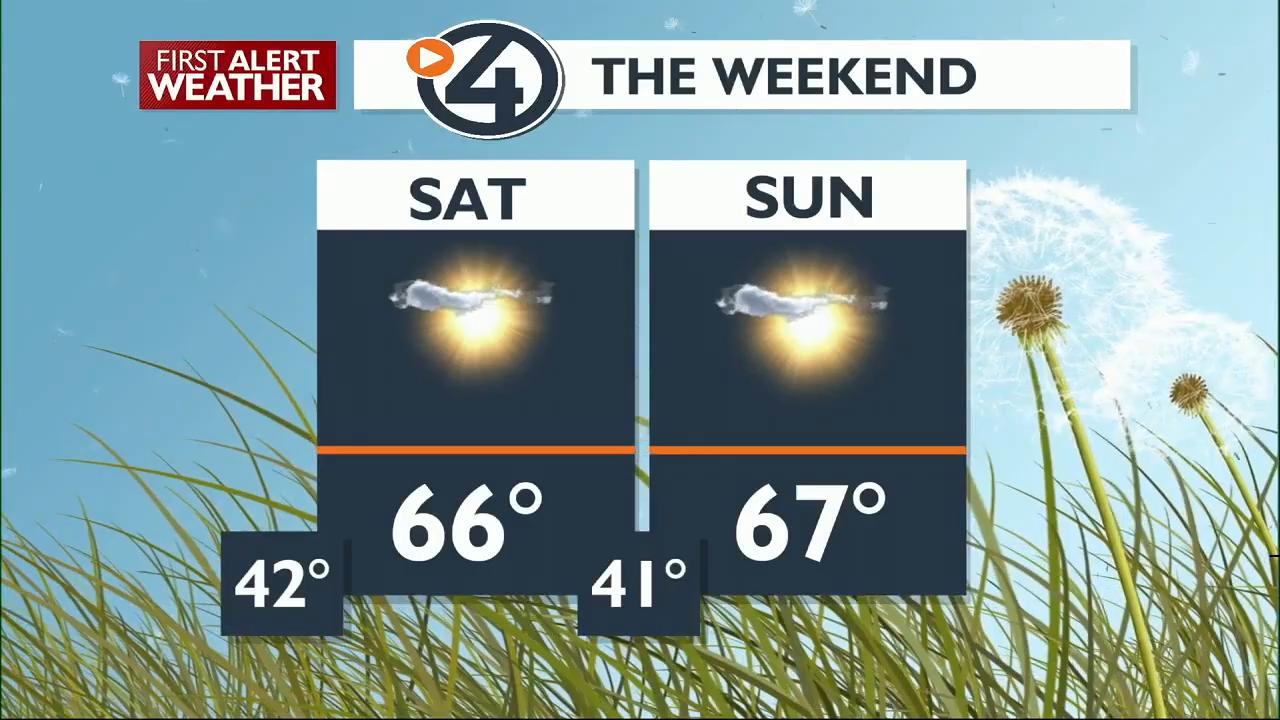 FIRST ALERT
WEATHER
4 THE WEEKEND
SAT
SUN
66°
67°
42°
41°